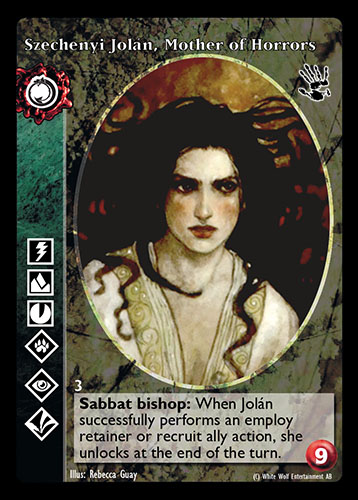 Szechenyi Jolán, Mother of Horrors
3
Sabbat bishop: When Jolán
successfully performs an employ
retainer or recruit ally action, she
unlocks at the end of the turn.
9
Illus: Rebecca Guay
(C) White Wolf Entertainment AB